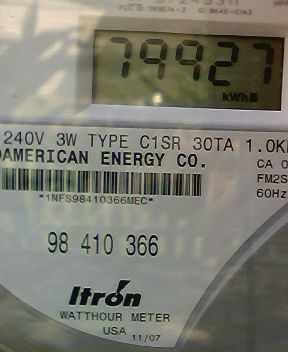 79927
kWh
240V 3W TYPE C1SR 30TA 1.0K
AMERICAN ENERGY CO.
CA 0
FM2S
60Hz
*1NFS98410366MEC*
98 410 366
Itron
WATTHOUR METER
USA 11/07